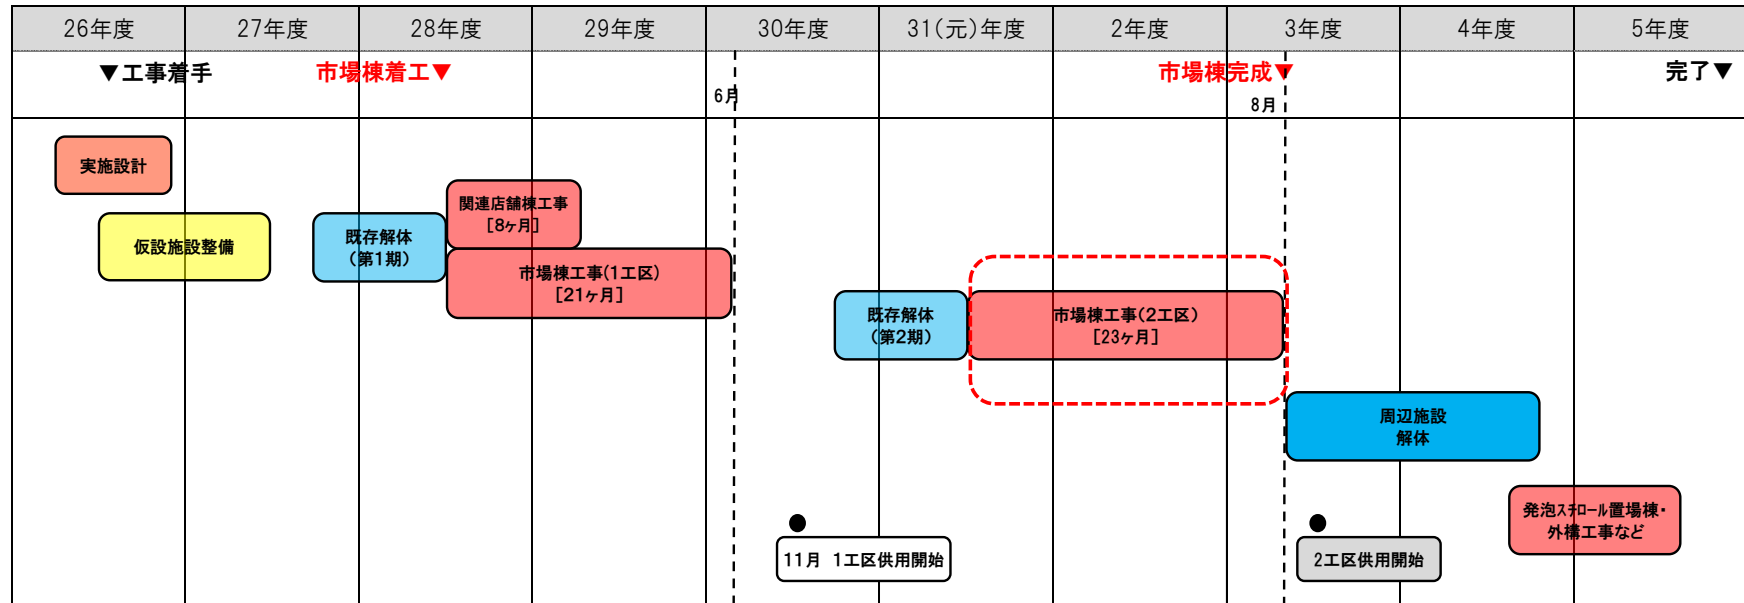 26年度
27年度
28年度
29年度
30年度
31(元)年度
2年度
3年度
4年度
5年度
▼工事着手
市場棟着工▼
市場棟完成▼
完了▼
6月
8月
実施設計
仮設施設整備
既存解体
(第1期)
関連店舗棟工事
[8ヶ月]
市場棟工事(1工区)
[21ヶ月]
既存解体
(第2期)
市場棟工事(2工区)
[23ヶ月]
周辺施設
解体
発泡スチロール置場棟・
外構工事など
11月 1工区供用開始
2工区供用開始